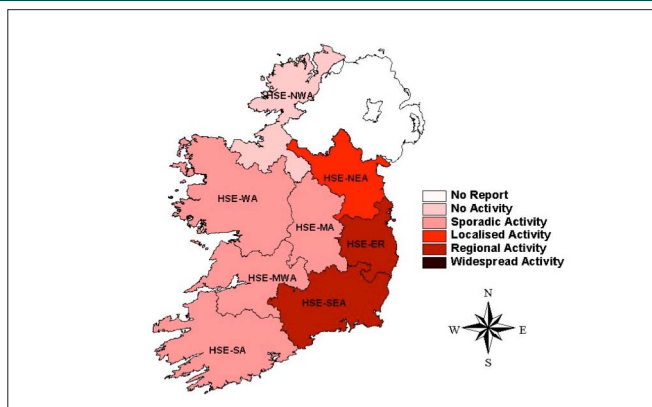 HSE-NWA
HSE-NEA
HSE-WA
HSE-MA
HSE-ER
HSE-MWA
HSE-SEA
HSE-SA
No Report
No Activity
Sporadic Activity
Localised Activity
Regional Activity
Widespread Activity
N
W E
S